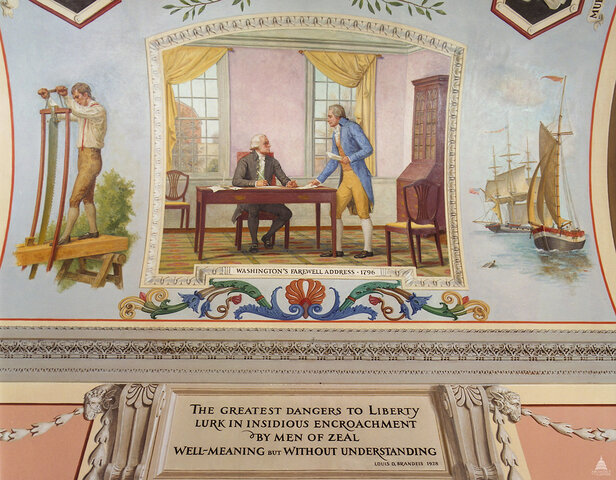 MU
WASHINGTON'S FAREWELL ADDRESS · 1796
THE GREATEST DANGERS TO LIBERTY
LURK IN INSIDIOUS ENCROACHMENT
BY MEN OF ZEAL
WELL-MEANING BUT WITHOUT UNDERSTANDING
LOUIS D. BRANDEIS 1928